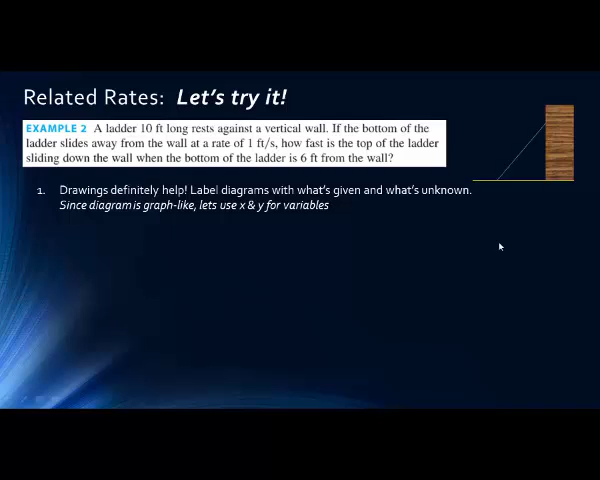 Related Rates: Let's try it!
EXAMPLE 2 A ladder 10 ft long rests against a vertical wall. If the bottom of the
ladder slides away from the wall at a rate of 1 ft/s, how fast is the top of the ladder
sliding down the wall when the bottom of the ladder is 6 ft from the wall?
1. Drawings definitely help! Label diagrams with what's given and what's unknown.
Since diagram is graph-like, lets use x & y for variables